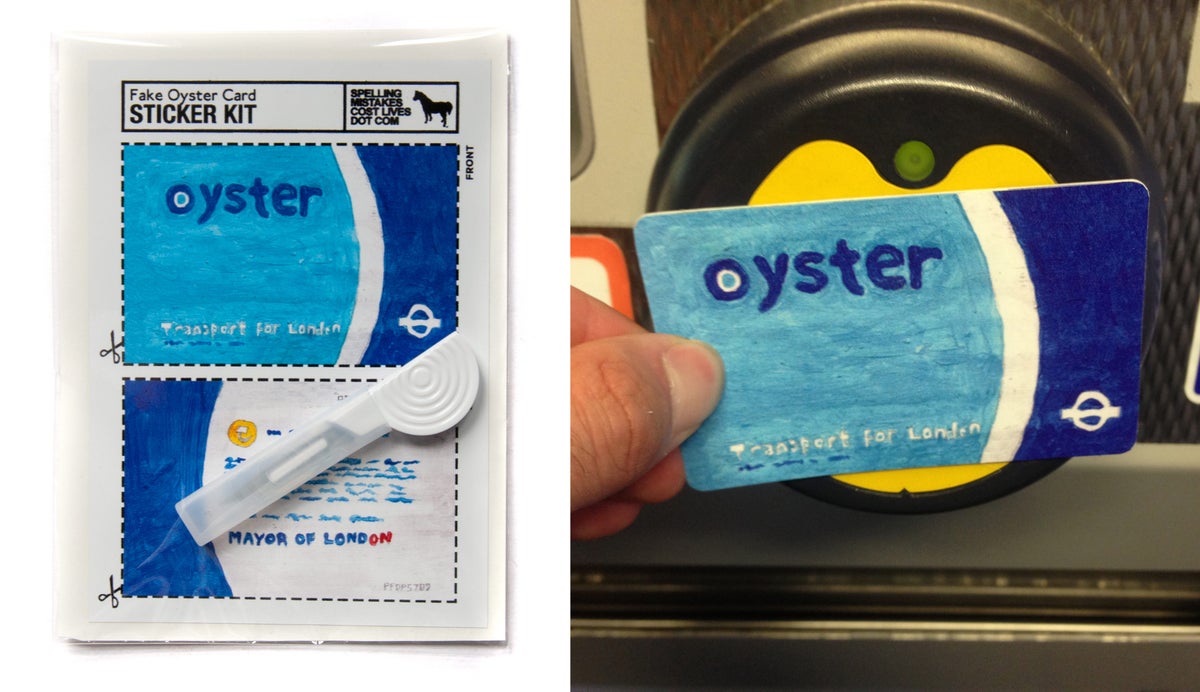 Fake Oyster Card
STICKER KIT
SPELLING
MISTAKES
COST LIVES
DOT COM
FRONT
oyster
Transport for London
MAYOR OF LONDON
oyster
Transport for London